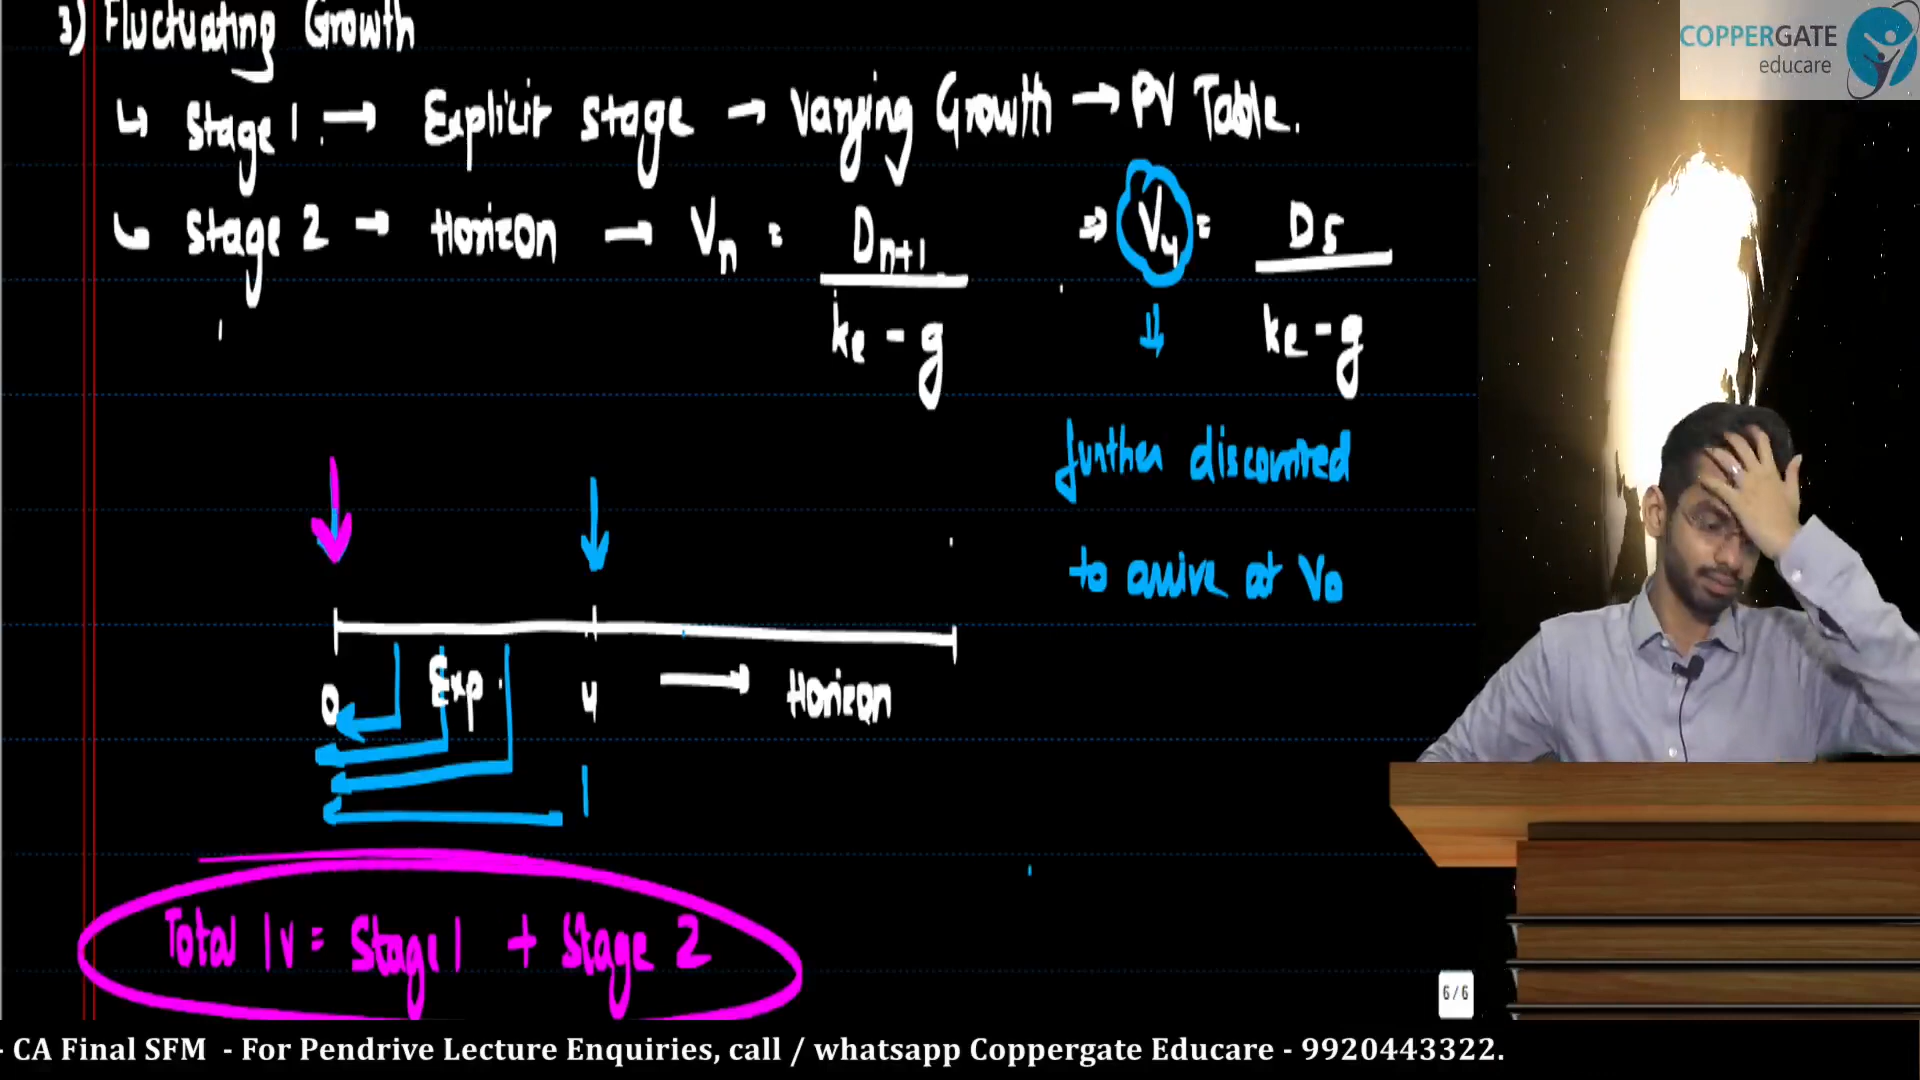 3) Fluctuating Growth
COPPERGATE
educare
↳ Stage 1 → Explicit stage → Varying Growth → PV Table.
↳ Stage 2 → Horizon → Vn = Dn+1 / ke - g ⇒ V4 = D5 / ke - g
further discounted
to arrive at V0
0 Exp. 4 → Horizon
Total IV = Stage 1 + Stage 2
6/6
- CA Final SFM - For Pendrive Lecture Enquiries, call / whatsapp Coppergate Educare - 9920443322.